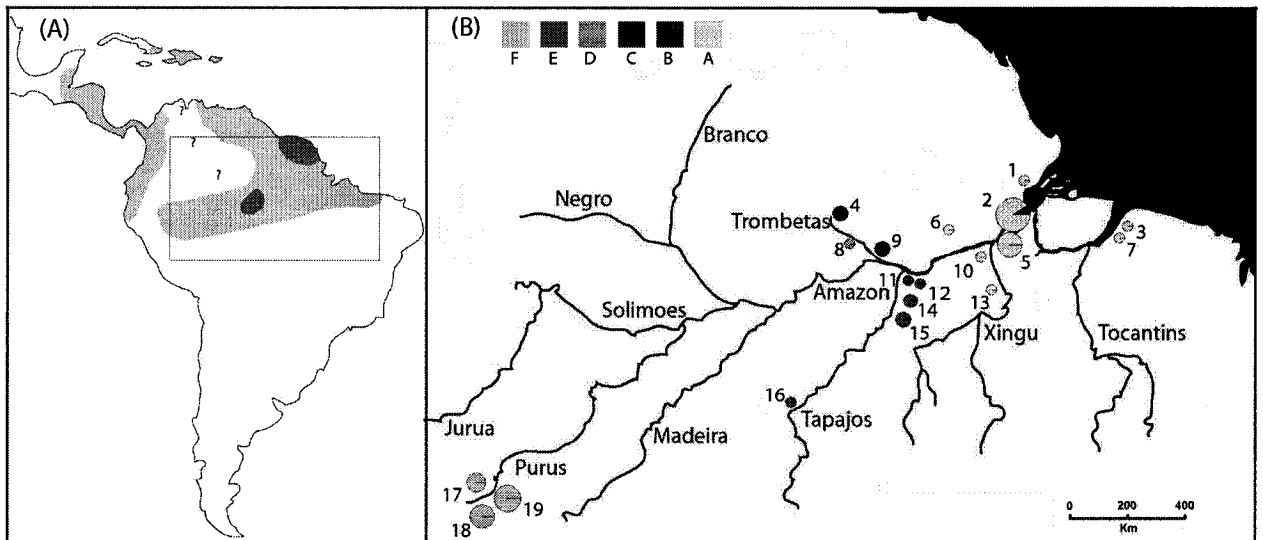 (A)
?
?
?
(B)
F E D C B A
Branco
Negro
1
2
Trombetas 4
6
3
8 9
7
10 5
11
Amazon 12
13
Solimoes 14
15 Xingu Tocantins
16
Jurua Madeira Tapajos
Purus
17
19
18
0 200 400
Km